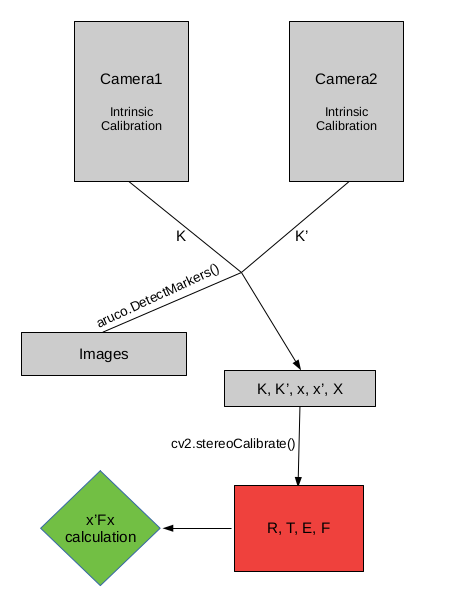 Camera1
Intrinsic
Calibration
Camera2
Intrinsic
Calibration
K
K’
aruco.DetectMarkers()
Images
K, K’, x, x’, X
cv2.stereoCalibrate()
x’Fx
calculation
R, T, E, F